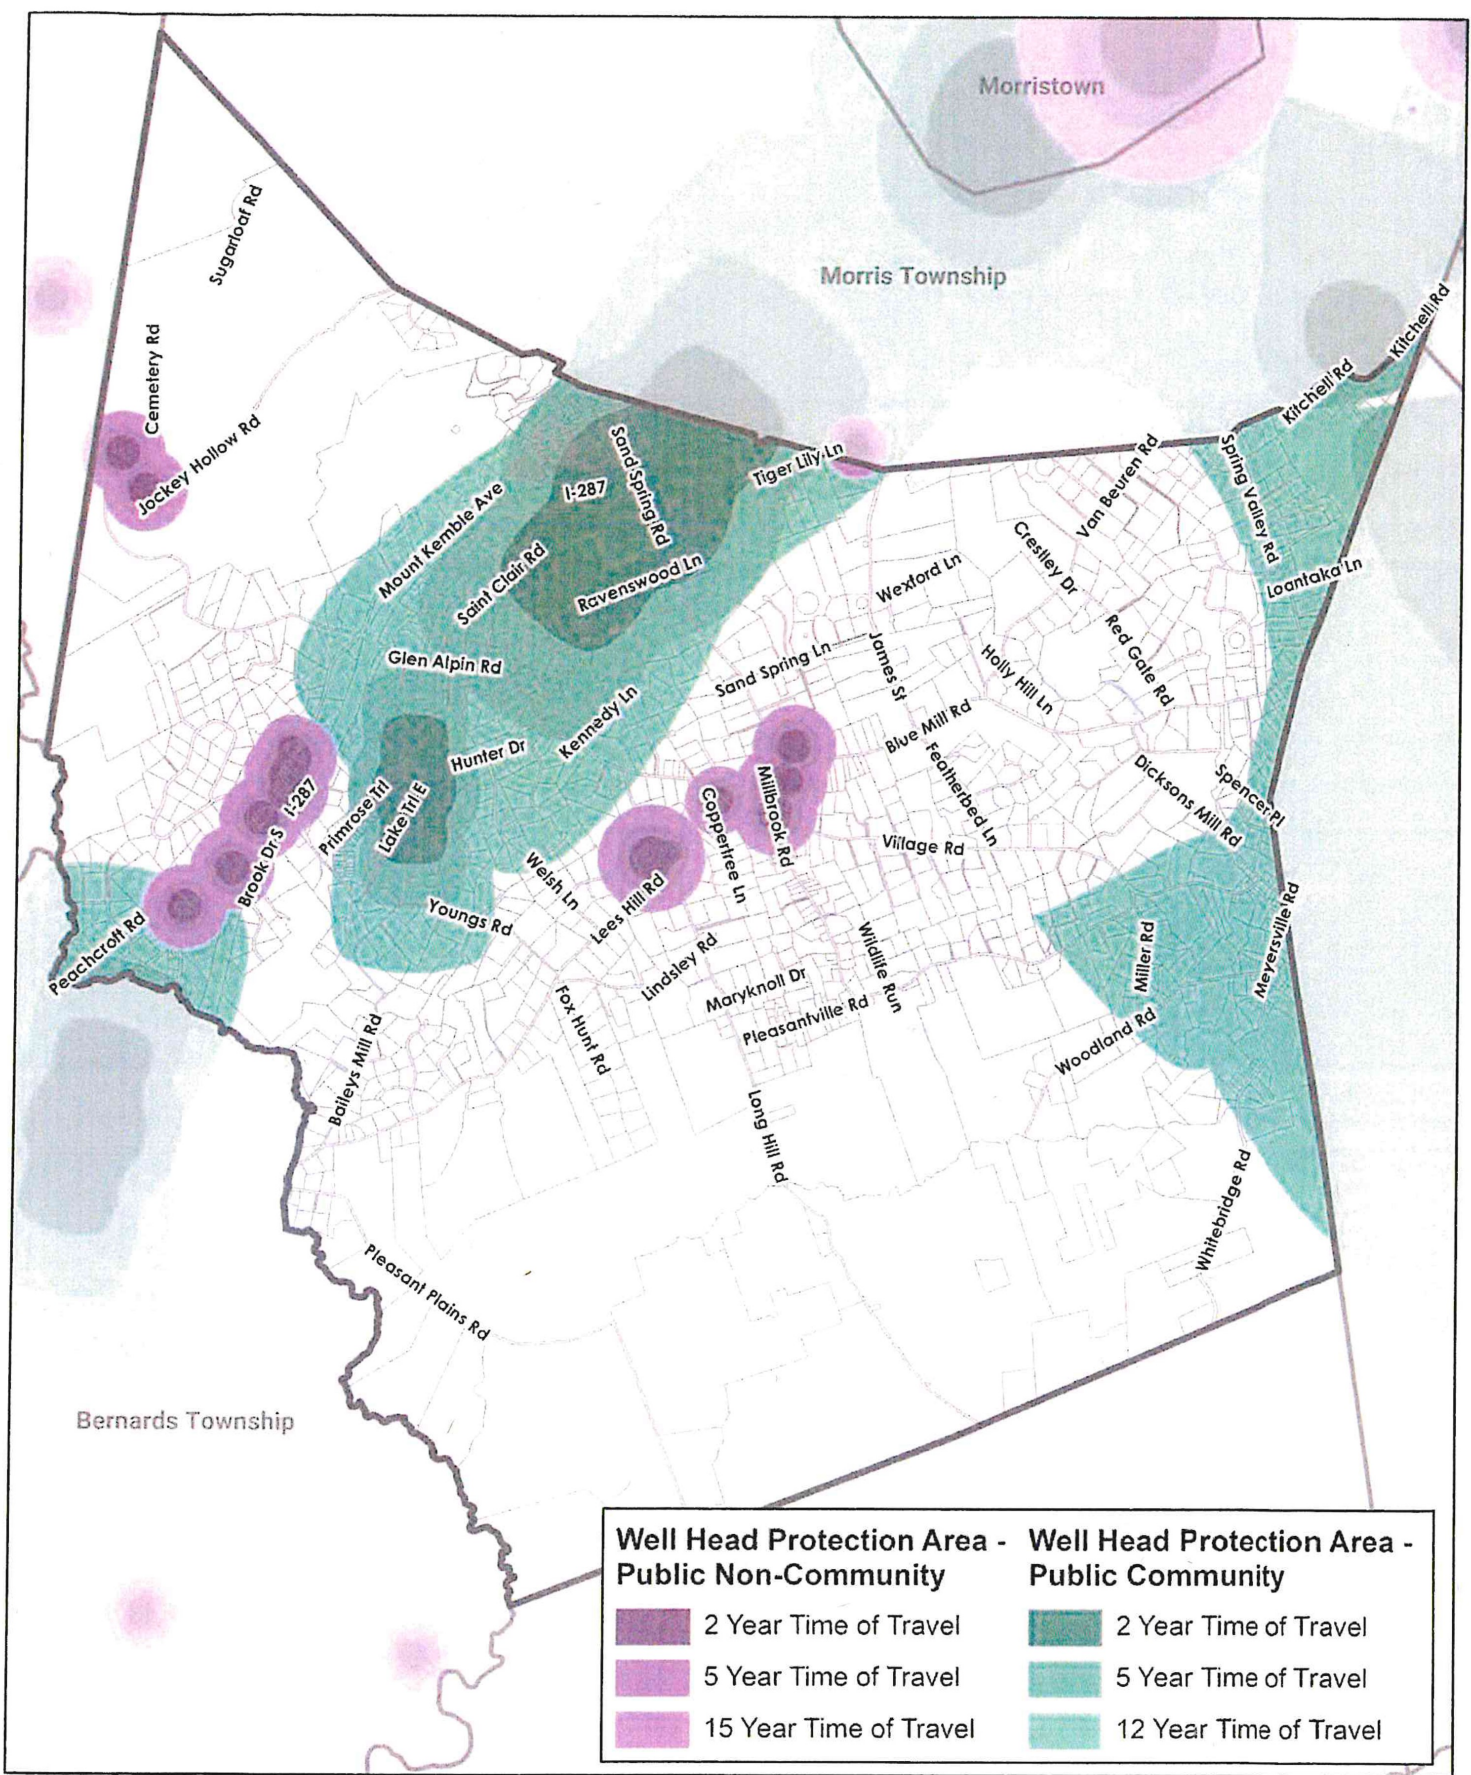 Morristown
Morris Township
Sugarloaf Rd
Kitchell Rd
Cemetery Rd
Kitchell Rd
Jockey Hollow Rd
Sand Spring Rd
Tiger Lily Ln
Van Beuren Rd
Spring Valley Rd
I-287
Mount Kemble Ave
Saint Clair Rd
Ravenswood Ln
Wexford Ln
Crestley Dr
Loantaka Ln
Glen Alpin Rd
Sand Spring Ln
James St
Holly Hill Ln
Red Gate Rd
Kennedy Ln
Blue Mill Rd
Hunter Dr
Featherbed Ln
Dicksons Mill Rd
Spencer Pl
I-287
Primrose Trl
Lake Trl E
Coppertree Ln
Millbrook Rd
Village Rd
Brook Dr S
Welsh Ln
Lees Hill Rd
Peachcroft Rd
Youngs Rd
Lindsley Rd
Wildlife Run
Miller Rd
Meyersville Rd
Maryknoll Dr
Pleasantville Rd
Fox Hunt Rd
Baileys Mill Rd
Woodland Rd
Long Hill Rd
Whitebridge Rd
Pleasant Plains Rd
Bernards Township
Well Head Protection Area -
Public Non-Community
2 Year Time of Travel
5 Year Time of Travel
15 Year Time of Travel
Well Head Protection Area -
Public Community
2 Year Time of Travel
5 Year Time of Travel
12 Year Time of Travel